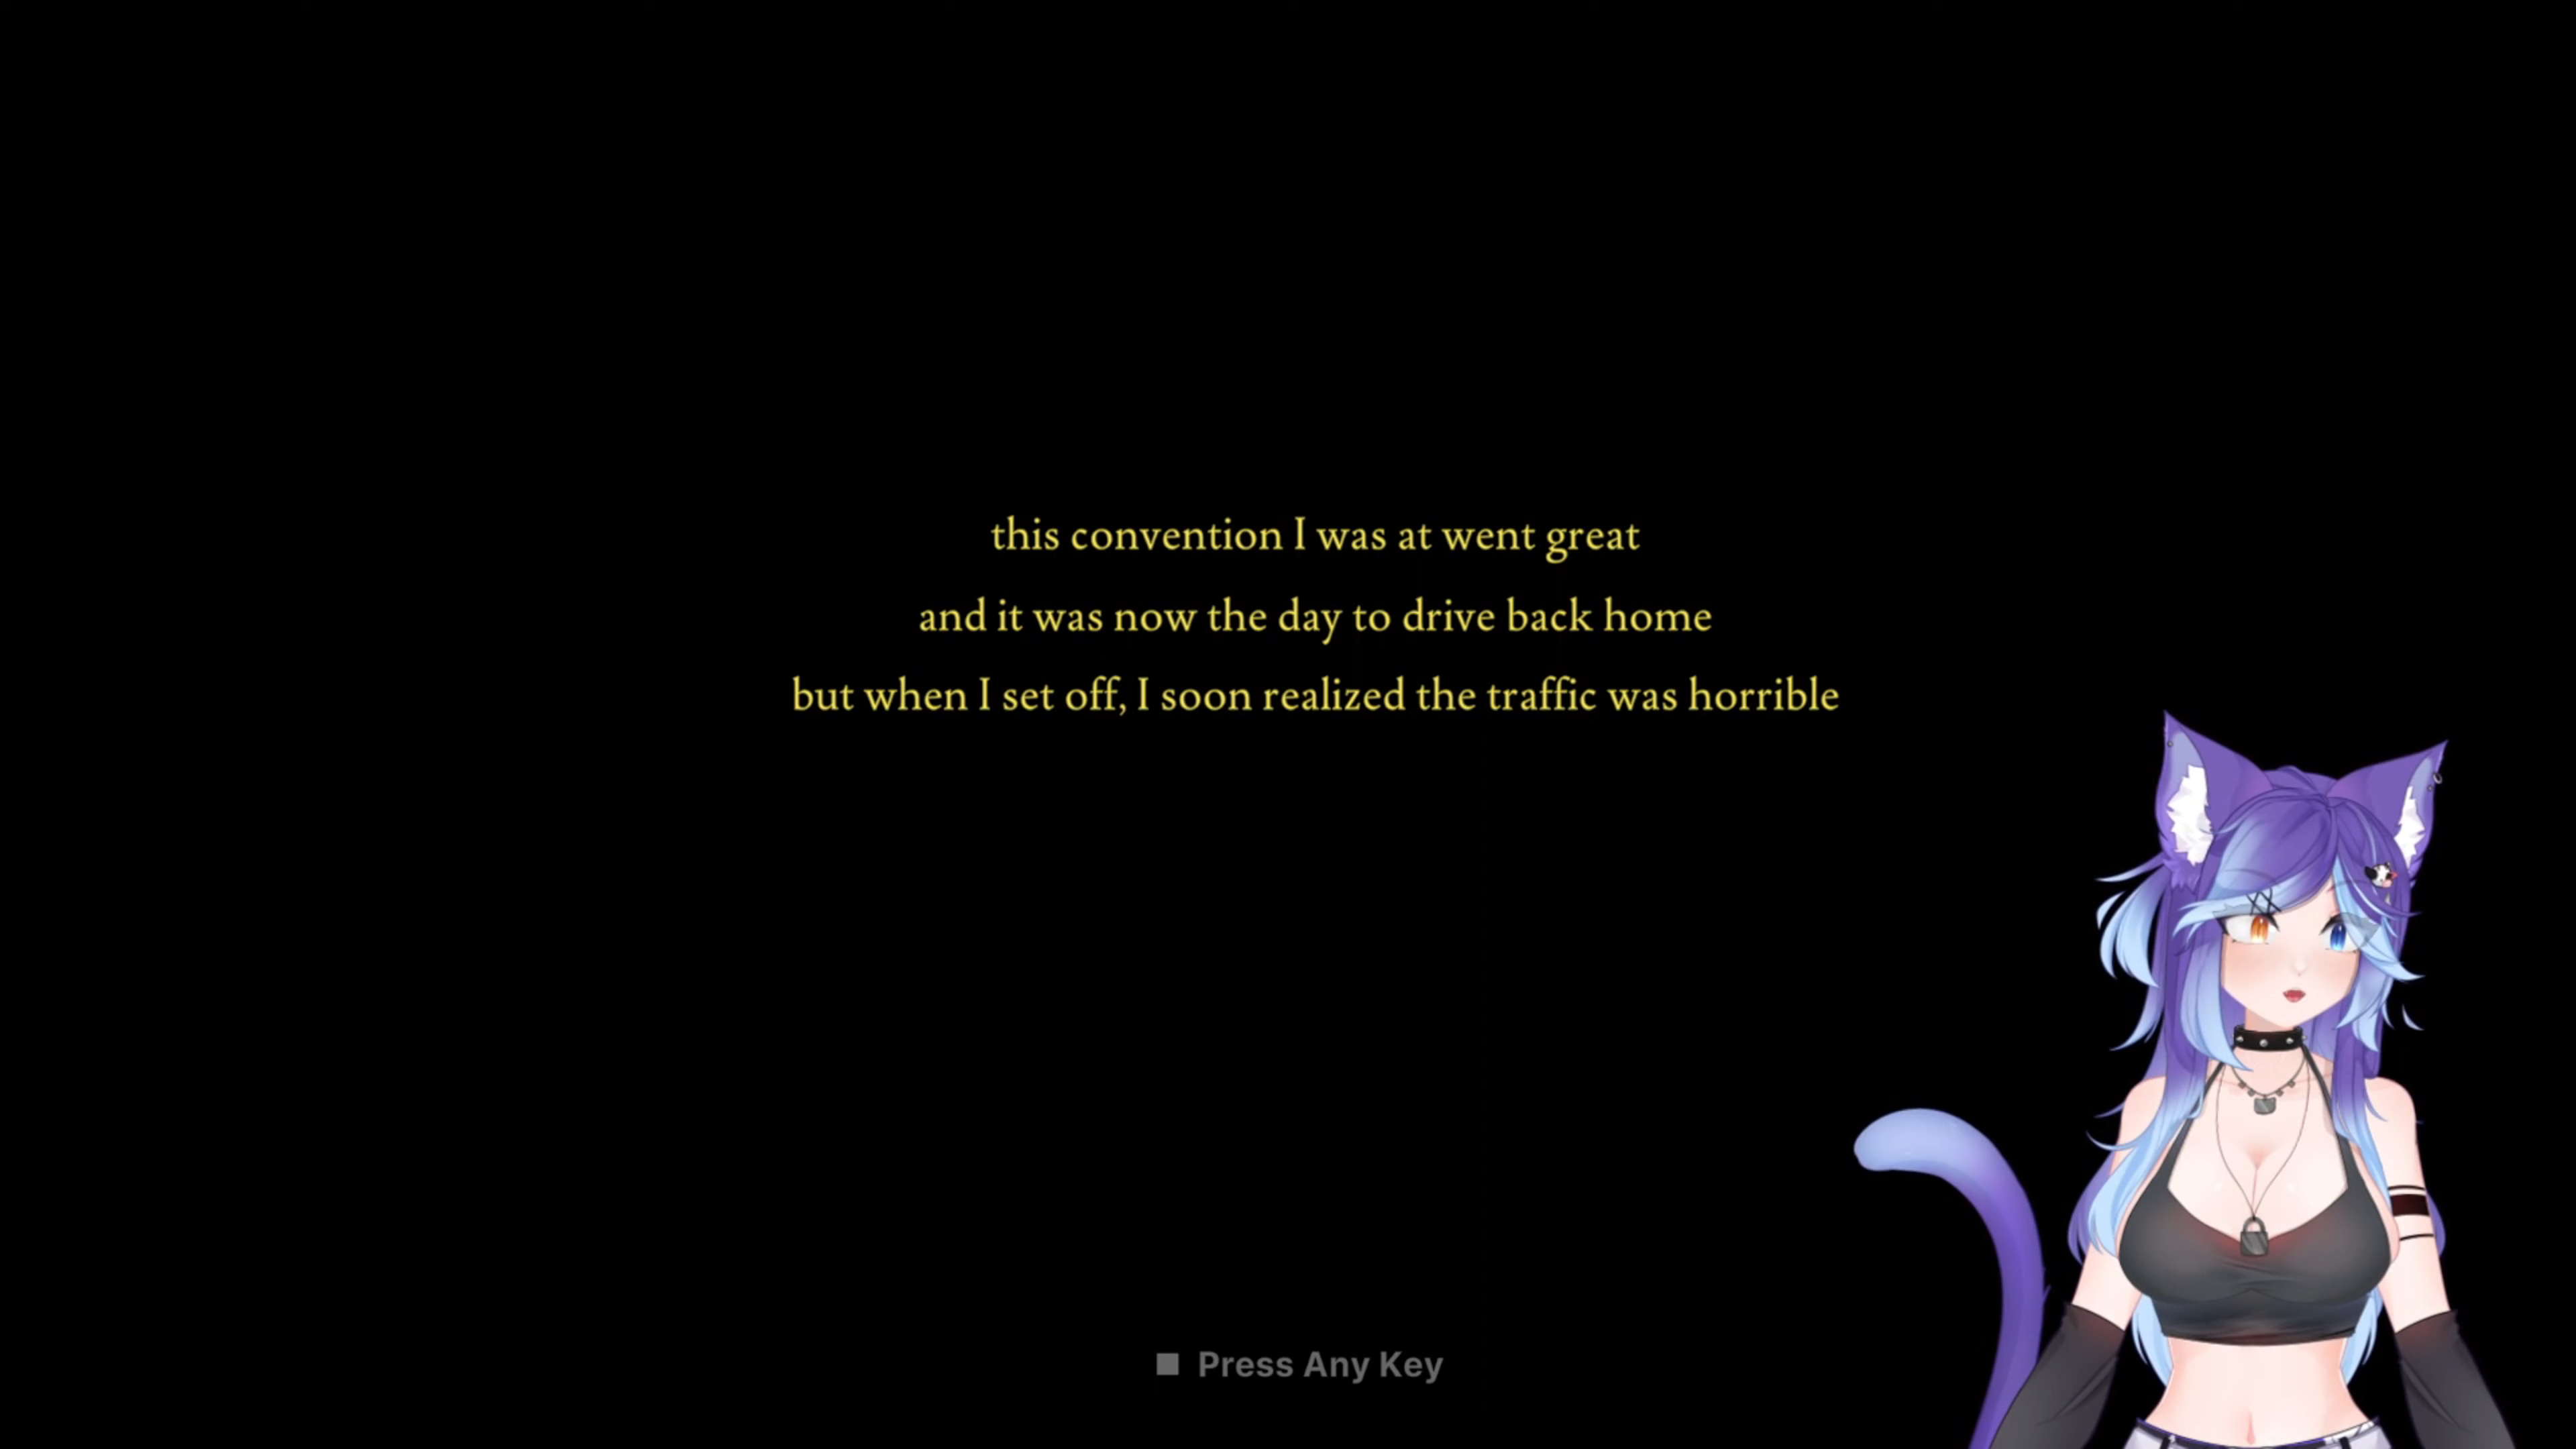 this convention I was at went great
and it was now the day to drive back home
but when I set off, I soon realized the traffic was horrible
Press Any Key